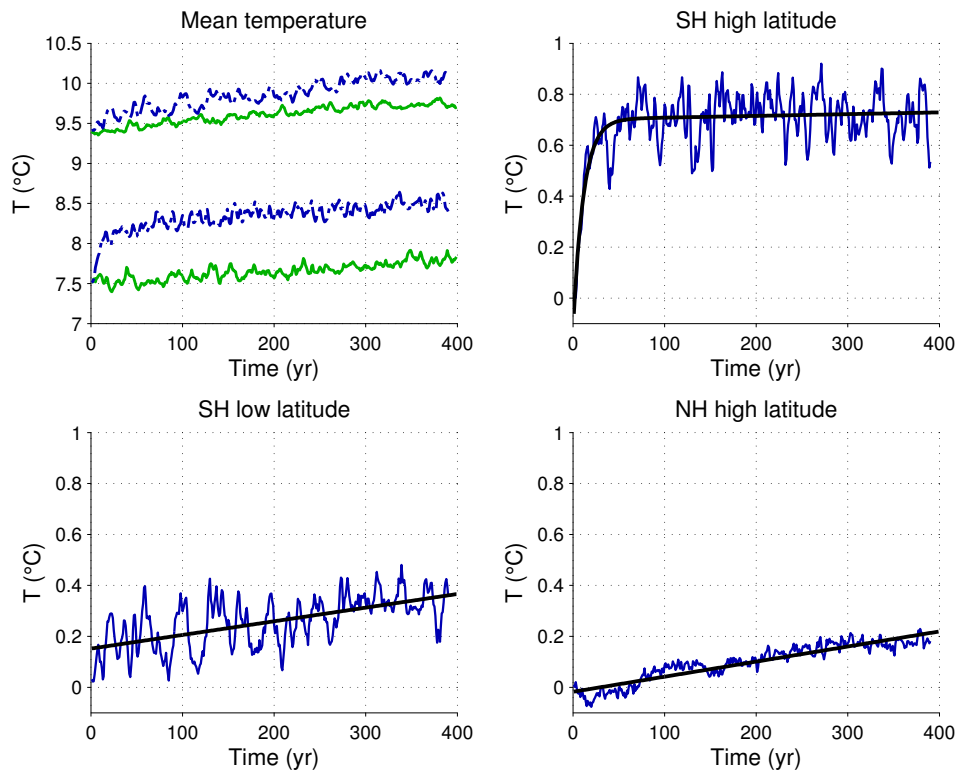 Mean temperature
10.5
10
9.5
9
8.5
8
7.5
7
T (°C)
0 100 200 300 400
Time (yr)
SH high latitude
1
0.8
0.6
0.4
0.2
0
T (°C)
0 100 200 300 400
Time (yr)
SH low latitude
1
0.8
0.6
0.4
0.2
0
T (°C)
0 100 200 300 400
Time (yr)
NH high latitude
1
0.8
0.6
0.4
0.2
0
T (°C)
0 100 200 300 400
Time (yr)